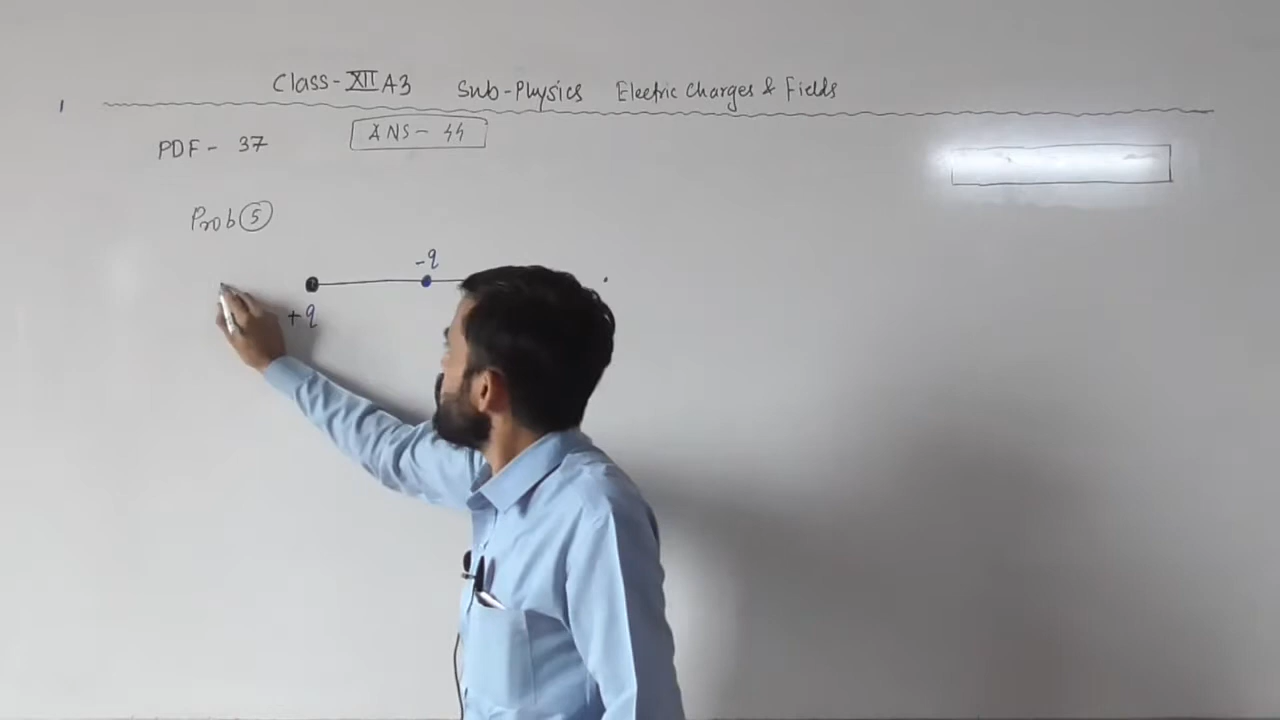 Class-XII A3 Sub-Physics Electric Charges & Fields
PDF - 37
ANS - 44
Prob 5
-q
+q